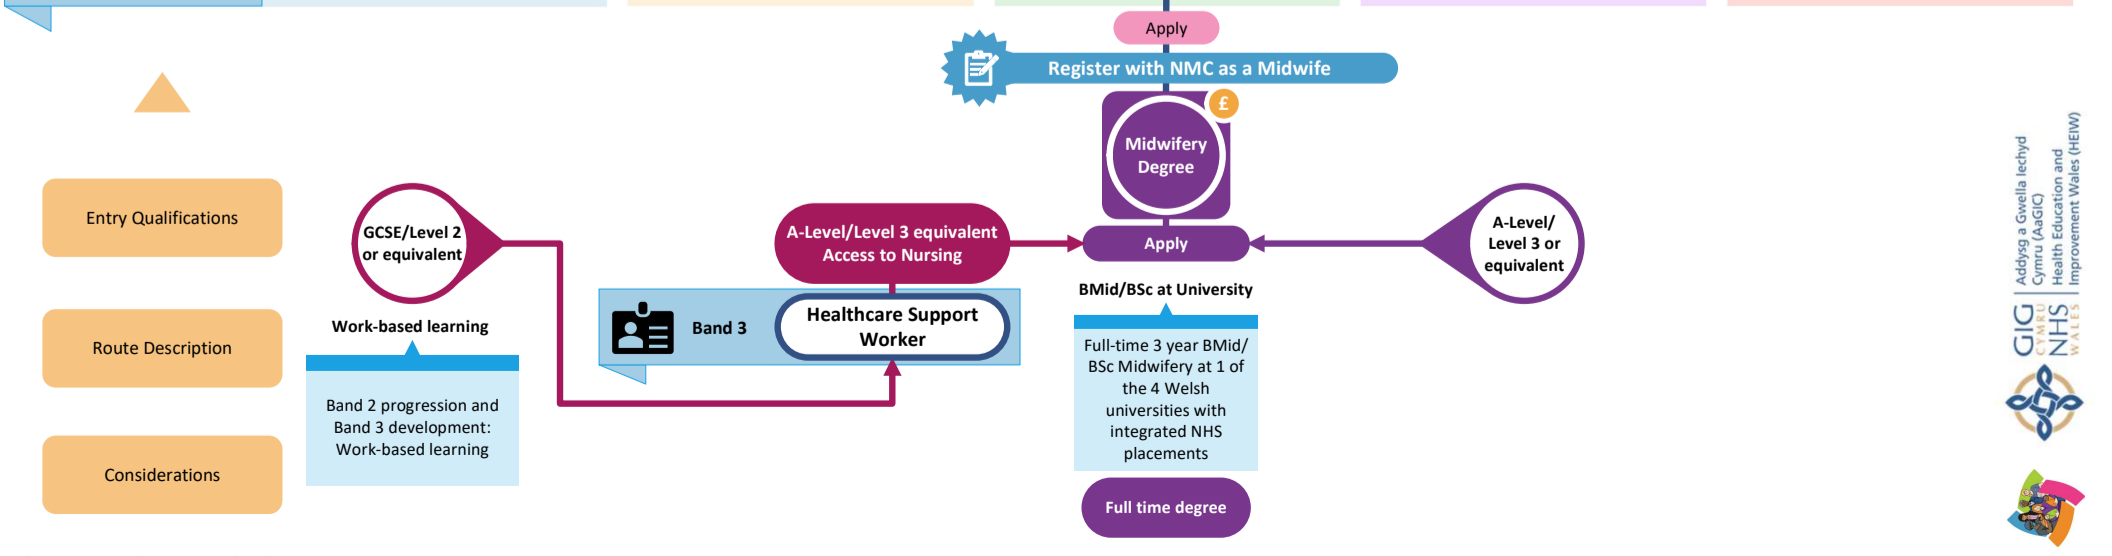 Apply
Register with NMC as a Midwife
£
Midwifery
Degree
Entry Qualifications
GCSE/Level 2
or equivalent
A-Level/Level 3 equivalent
Access to Nursing
Apply
A-Level/
Level 3 or
equivalent
Work-based learning
Band 3
Healthcare Support
Worker
BMid/BSc at University
Route Description
Band 2 progression and
Band 3 development:
Work-based learning
Full-time 3 year BMid/
BSc Midwifery at 1 of
the 4 Welsh
universities with
integrated NHS
placements
Considerations
Full time degree
GIG
CYMRU
NHS
WALES
Addysg a Gwella Iechyd
Cymru (AaGIC)
Health Education and
Improvement Wales (HEIW)